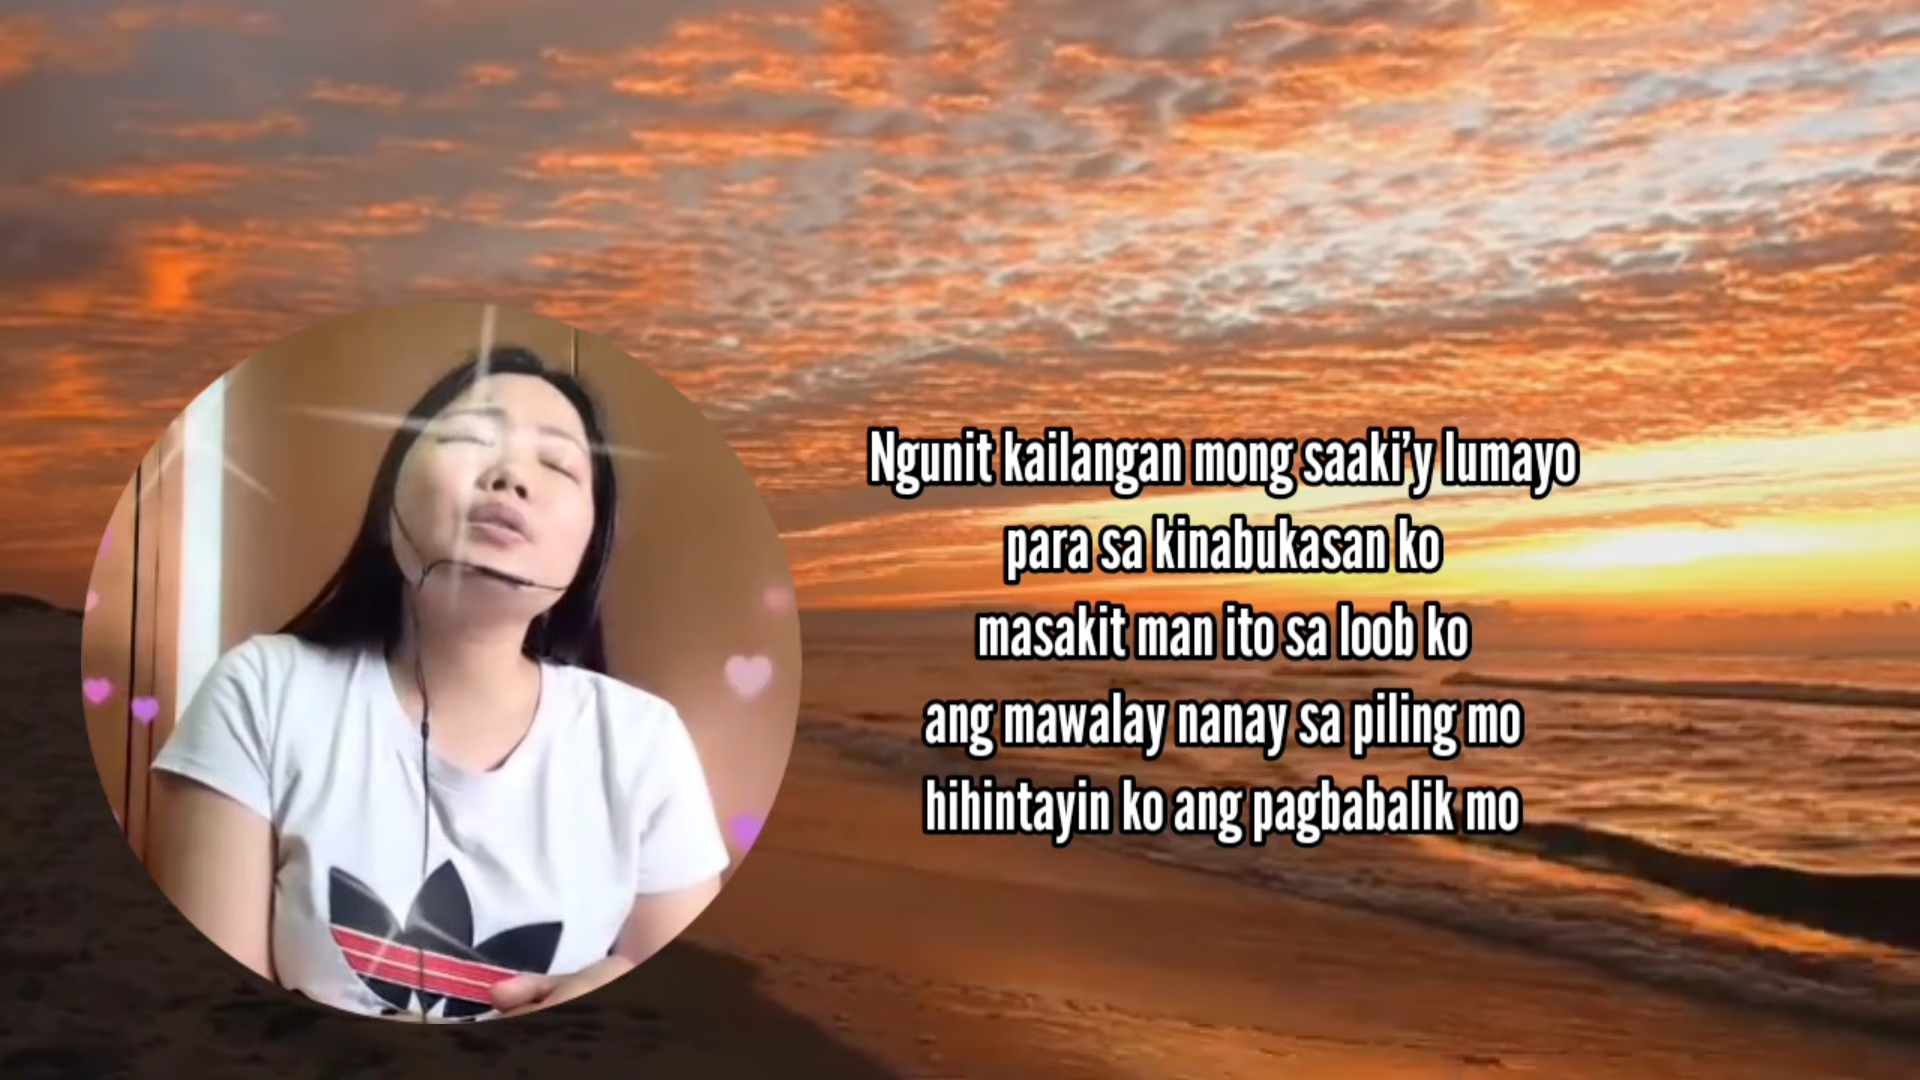 Ngunit kailangan mong saaki’y lumayo
para sa kinabukasan ko
masakit man ito sa loob ko
ang mawalay nanay sa piling mo
hihintayin ko ang pagbabalik mo